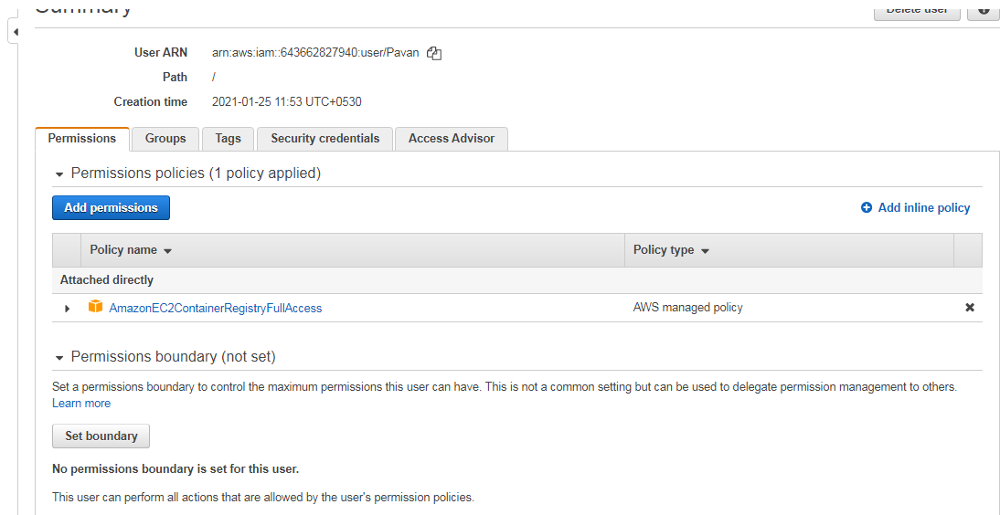 Summary
Delete user
User ARN arn:aws:iam::643662827940:user/Pavan
Path /
Creation time 2021-01-25 11:53 UTC+0530
Permissions Groups Tags Security credentials Access Advisor
Permissions policies (1 policy applied)
Add permissions Add inline policy
Policy name Policy type
Attached directly
AmazonEC2ContainerRegistryFullAccess AWS managed policy
Permissions boundary (not set)
Set a permissions boundary to control the maximum permissions this user can have. This is not a common setting but can be used to delegate permission management to others.
Learn more
Set boundary
No permissions boundary is set for this user.
This user can perform all actions that are allowed by the user's permission policies.